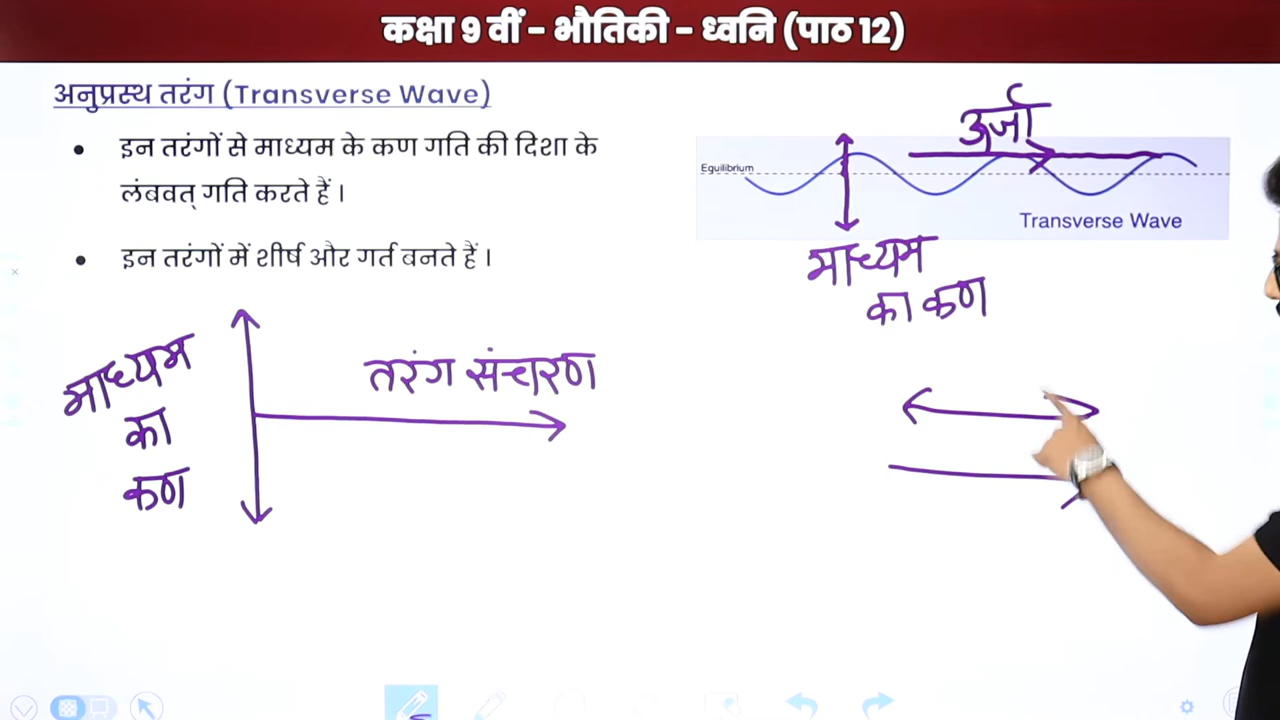 कक्षा 9 वीं - भौतिकी - ध्वनि (पाठ 12)
अनुप्रस्थ तरंग (Transverse Wave)
• इन तरंगों से माध्यम के कण गति की दिशा के
लंबवत् गति करते हैं ।
• इन तरंगों में शीर्ष और गर्त बनते हैं ।
ऊर्जा
Equilibrium
Transverse Wave
माध्यम
का कण
माध्यम
का
कण
तरंग संचरण